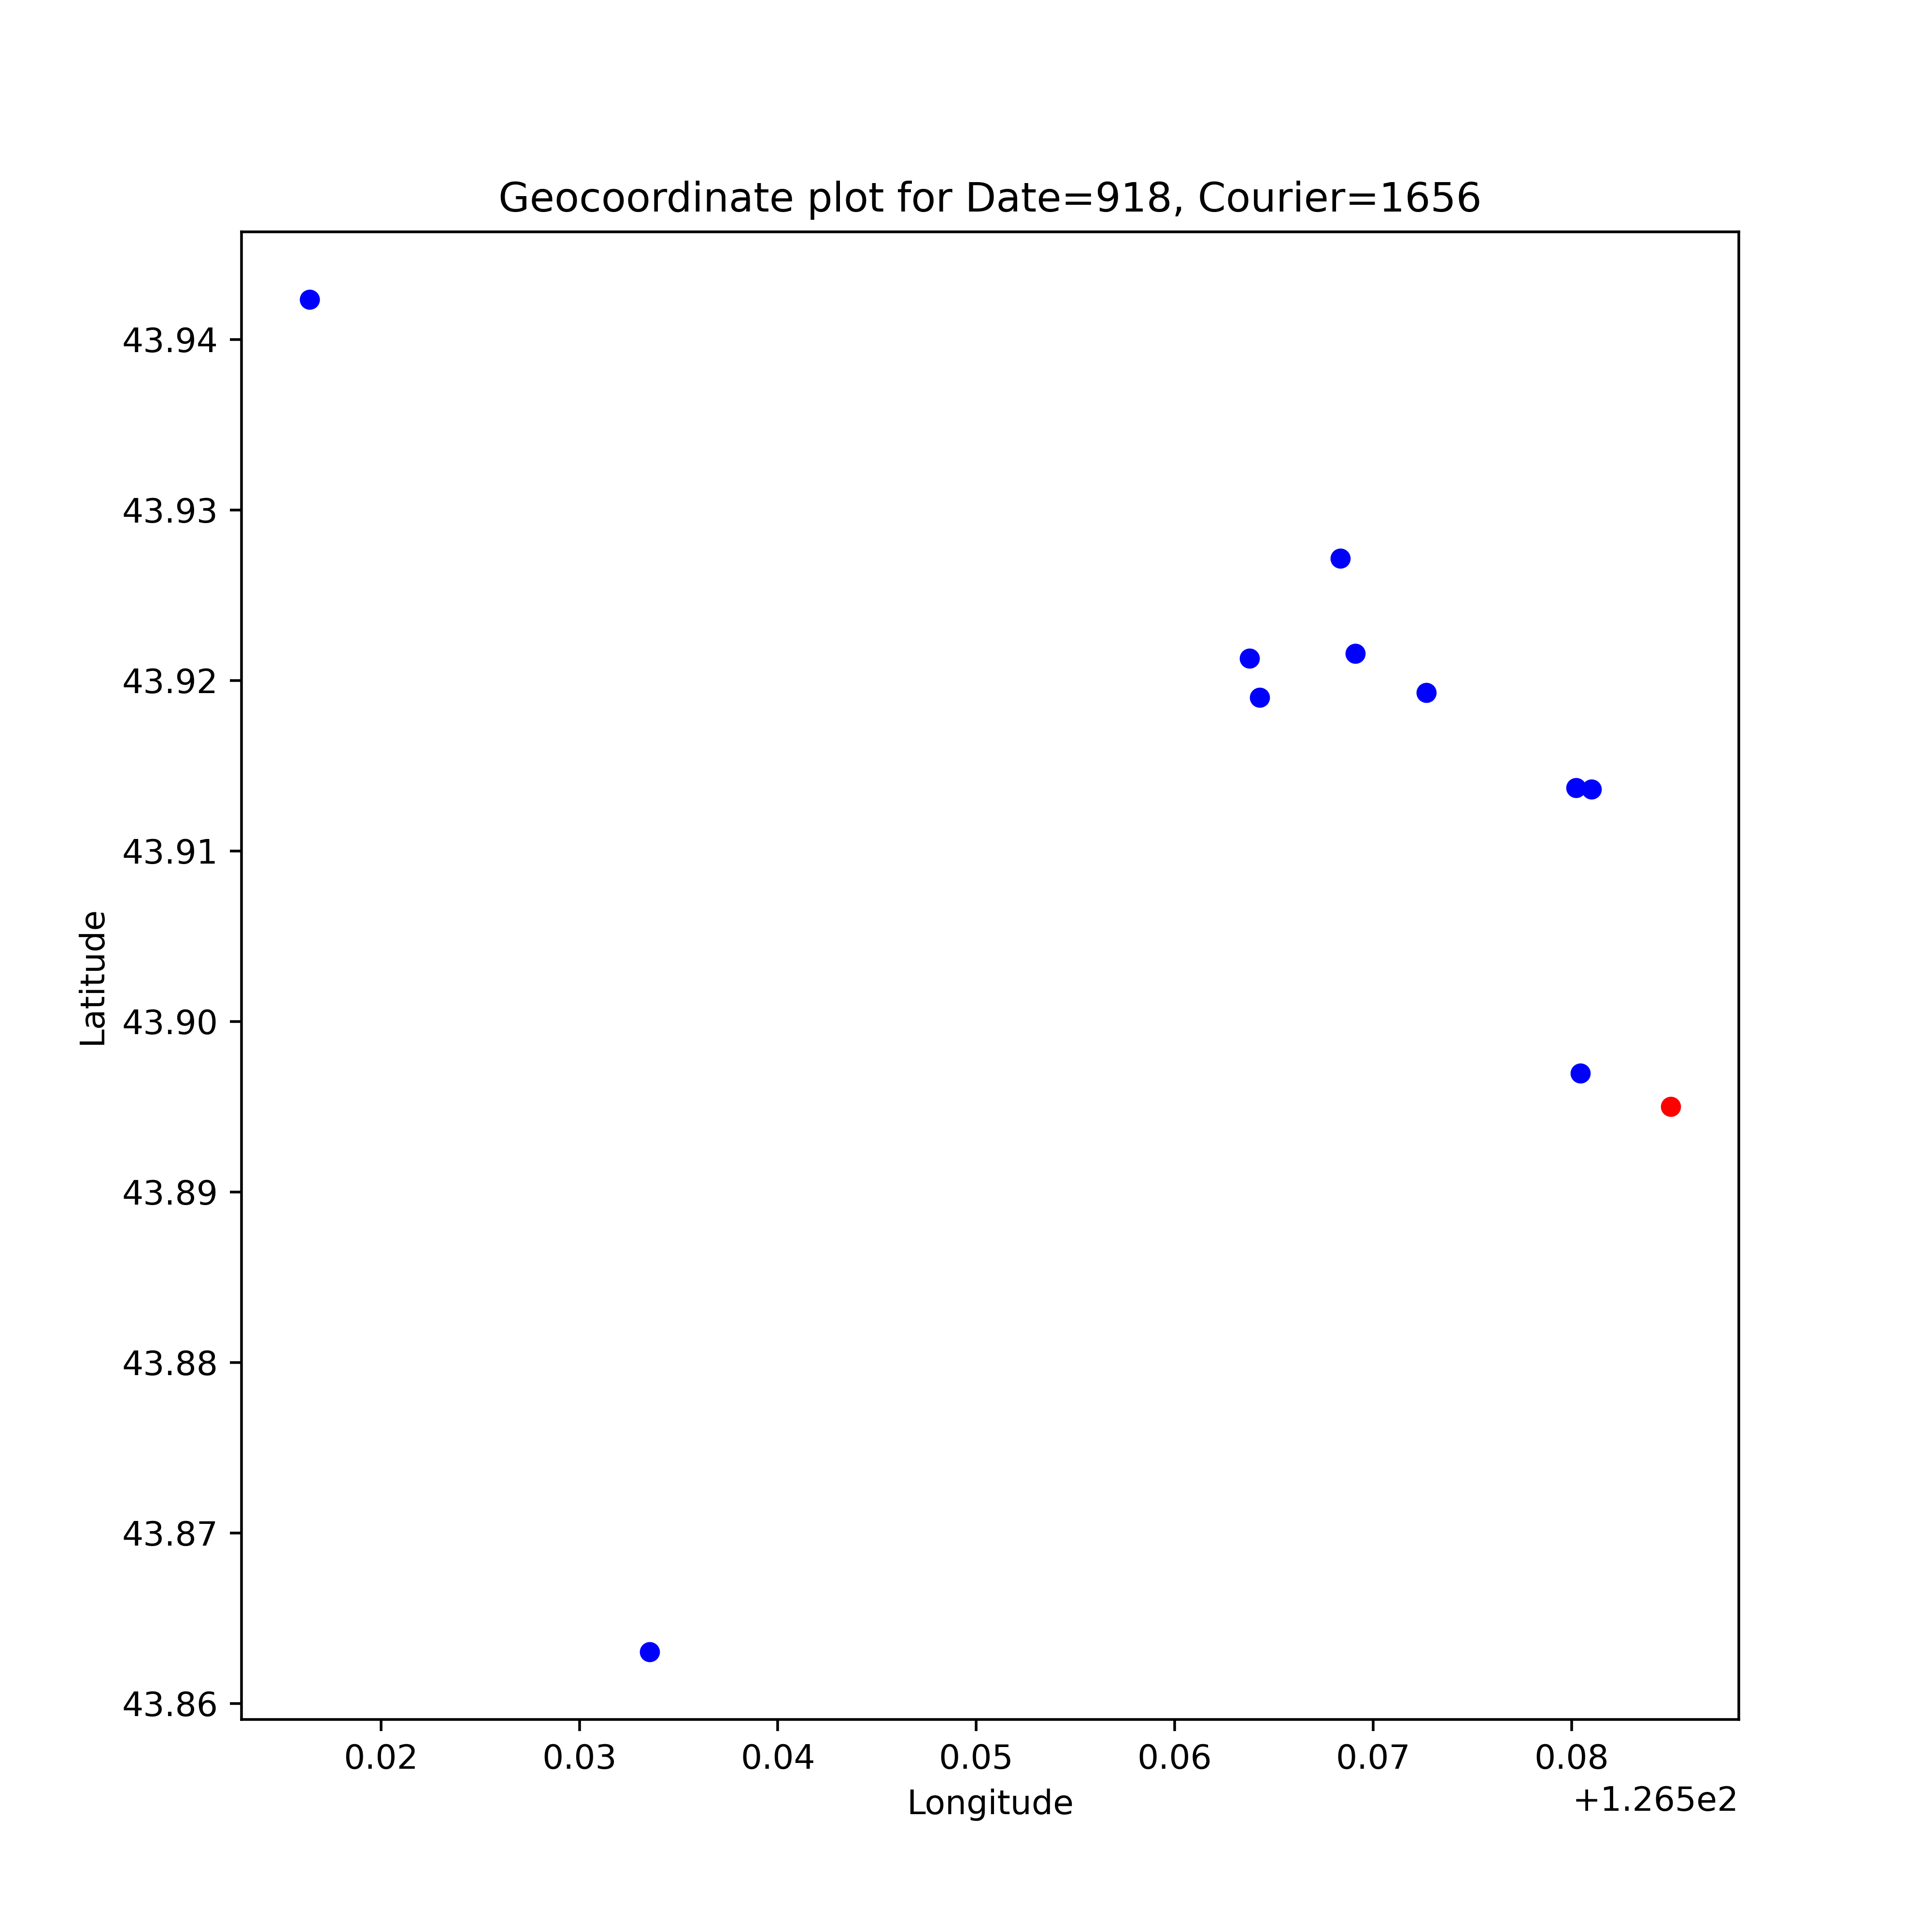 Geocoordinate plot for Date=918, Courier=1656
43.94
43.93
43.92
43.91
43.90
43.89
43.88
43.87
43.86
Latitude
0.02 0.03 0.04 0.05 0.06 0.07 0.08
+1.265e2
Longitude